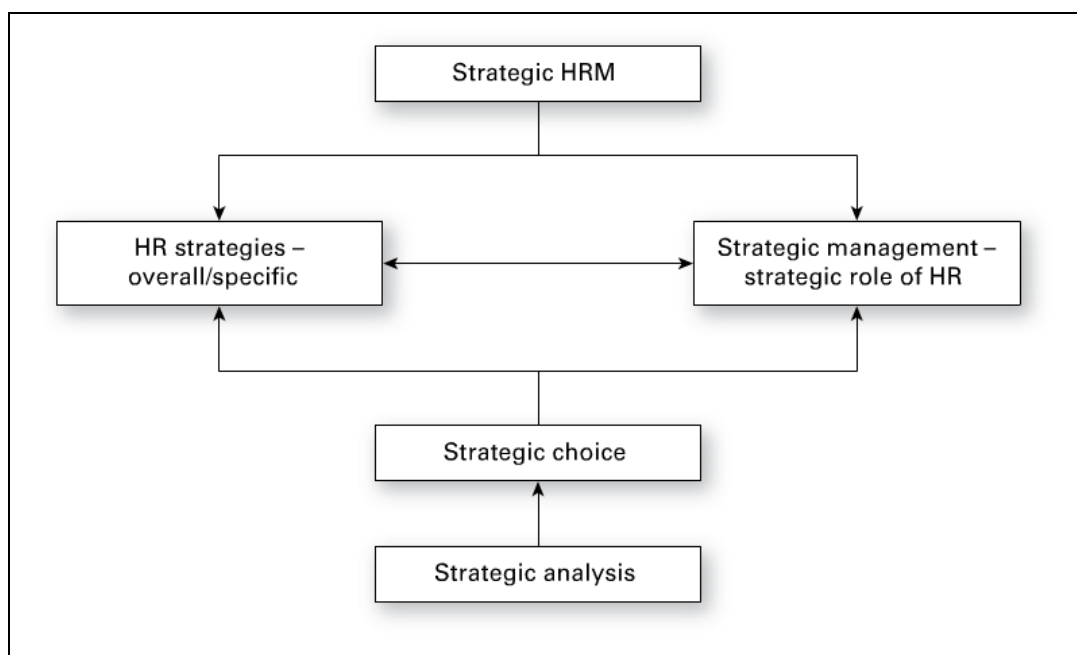 Strategic HRM
HR strategies –
overall/specific
Strategic management –
strategic role of HR
Strategic choice
Strategic analysis